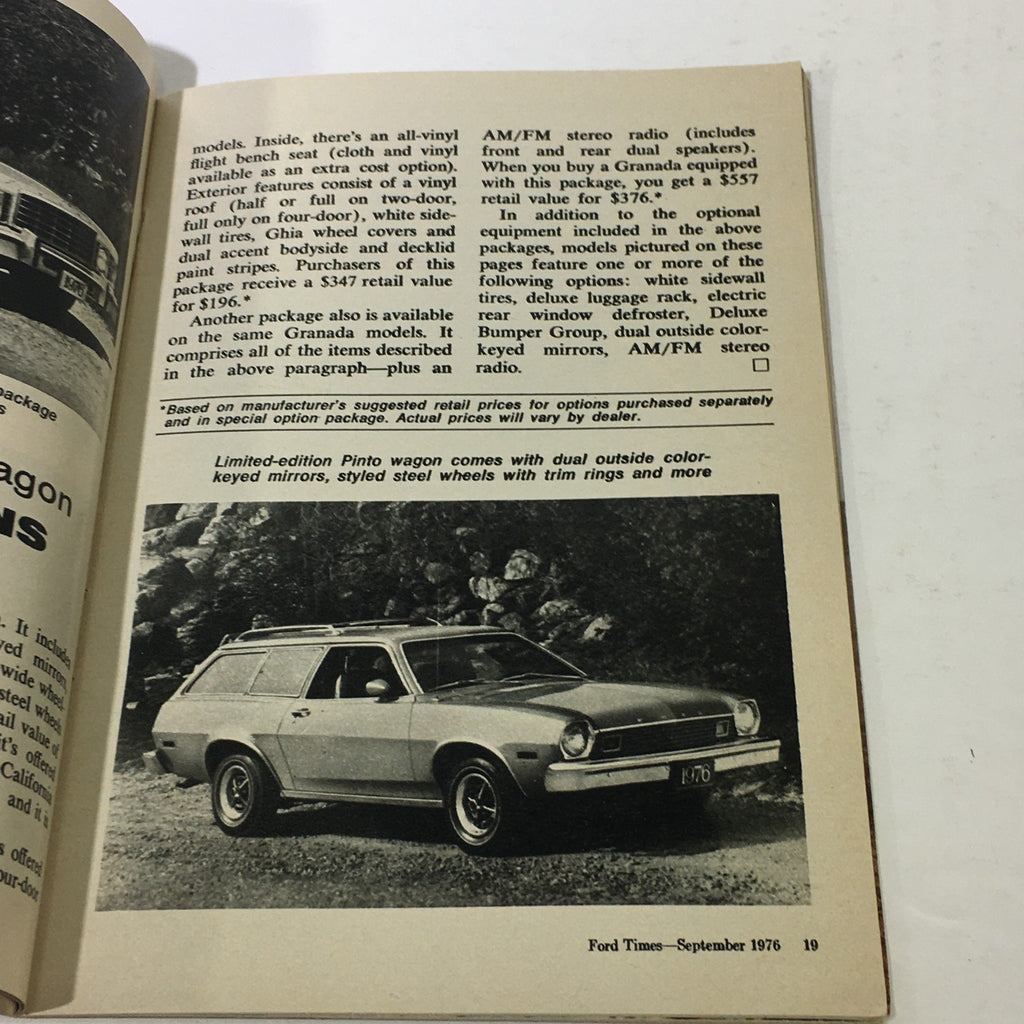 package
s
agon
NS
. It includes
yed mirrors,
wide wheel
steel wheels
ail value of
it's offered
California
and it is
s offered
our-door
models. Inside, there's an all-vinyl
flight bench seat (cloth and vinyl
available as an extra cost option).
Exterior features consist of a vinyl
roof (half or full on two-door,
full only on four-door), white side-
wall tires, Ghia wheel covers and
dual accent bodyside and decklid
paint stripes. Purchasers of this
package receive a $347 retail value
for $196.*
Another package also is available
on the same Granada models. It
comprises all of the items described
in the above paragraph—plus an
AM/FM stereo radio (includes
front and rear dual speakers).
When you buy a Granada equipped
with this package, you get a $557
retail value for $376.*
In addition to the optional
equipment included in the above
packages, models pictured on these
pages feature one or more of the
following options: white sidewall
tires, deluxe luggage rack, electric
rear window defroster, Deluxe
Bumper Group, dual outside color-
keyed mirrors, AM/FM stereo
radio.
*Based on manufacturer's suggested retail prices for options purchased separately
and in special option package. Actual prices will vary by dealer.
Limited-edition Pinto wagon comes with dual outside color-
keyed mirrors, styled steel wheels with trim rings and more
1976
Ford Times—September 1976 19